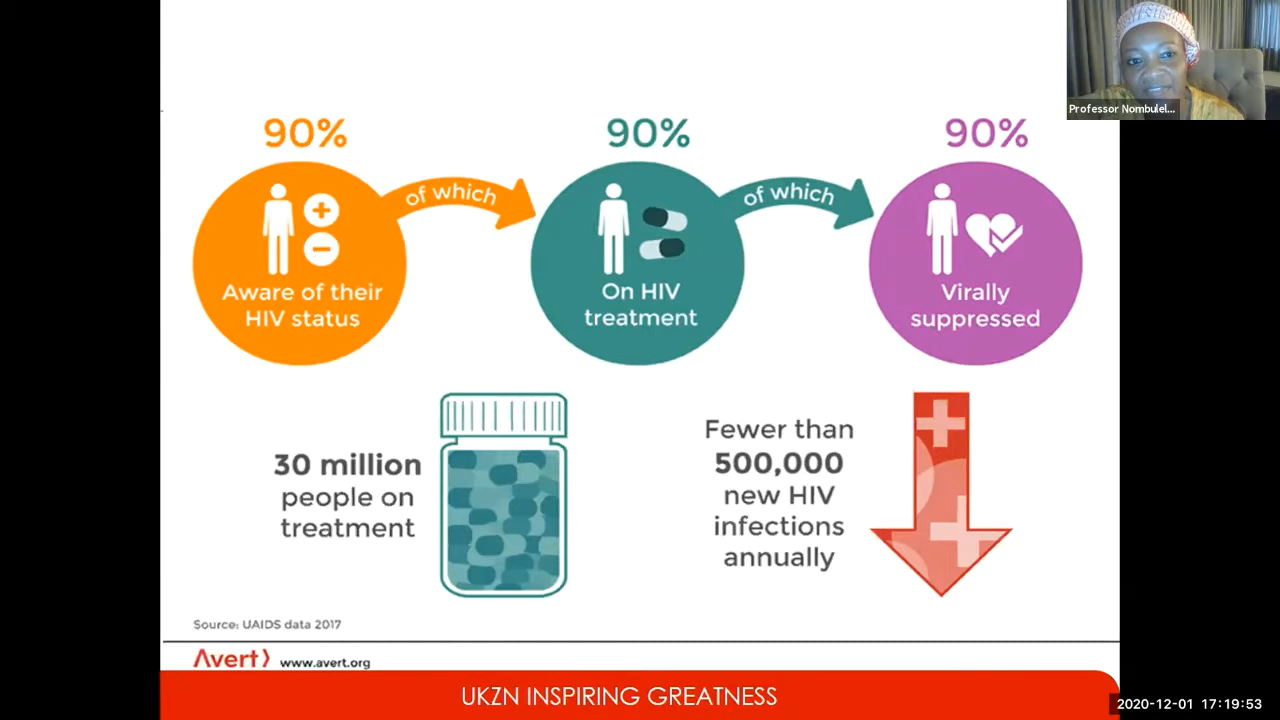 Professor Nombulel...
90%
90%
90%
of which
of which
Aware of their
HIV status
On HIV
treatment
Virally
suppressed
30 million
people on
treatment
Fewer than
500,000
new HIV
infections
annually
Source: UAIDS data 2017
Avert www.avert.org
UKZN INSPIRING GREATNESS
2020-12-01 17:19:53